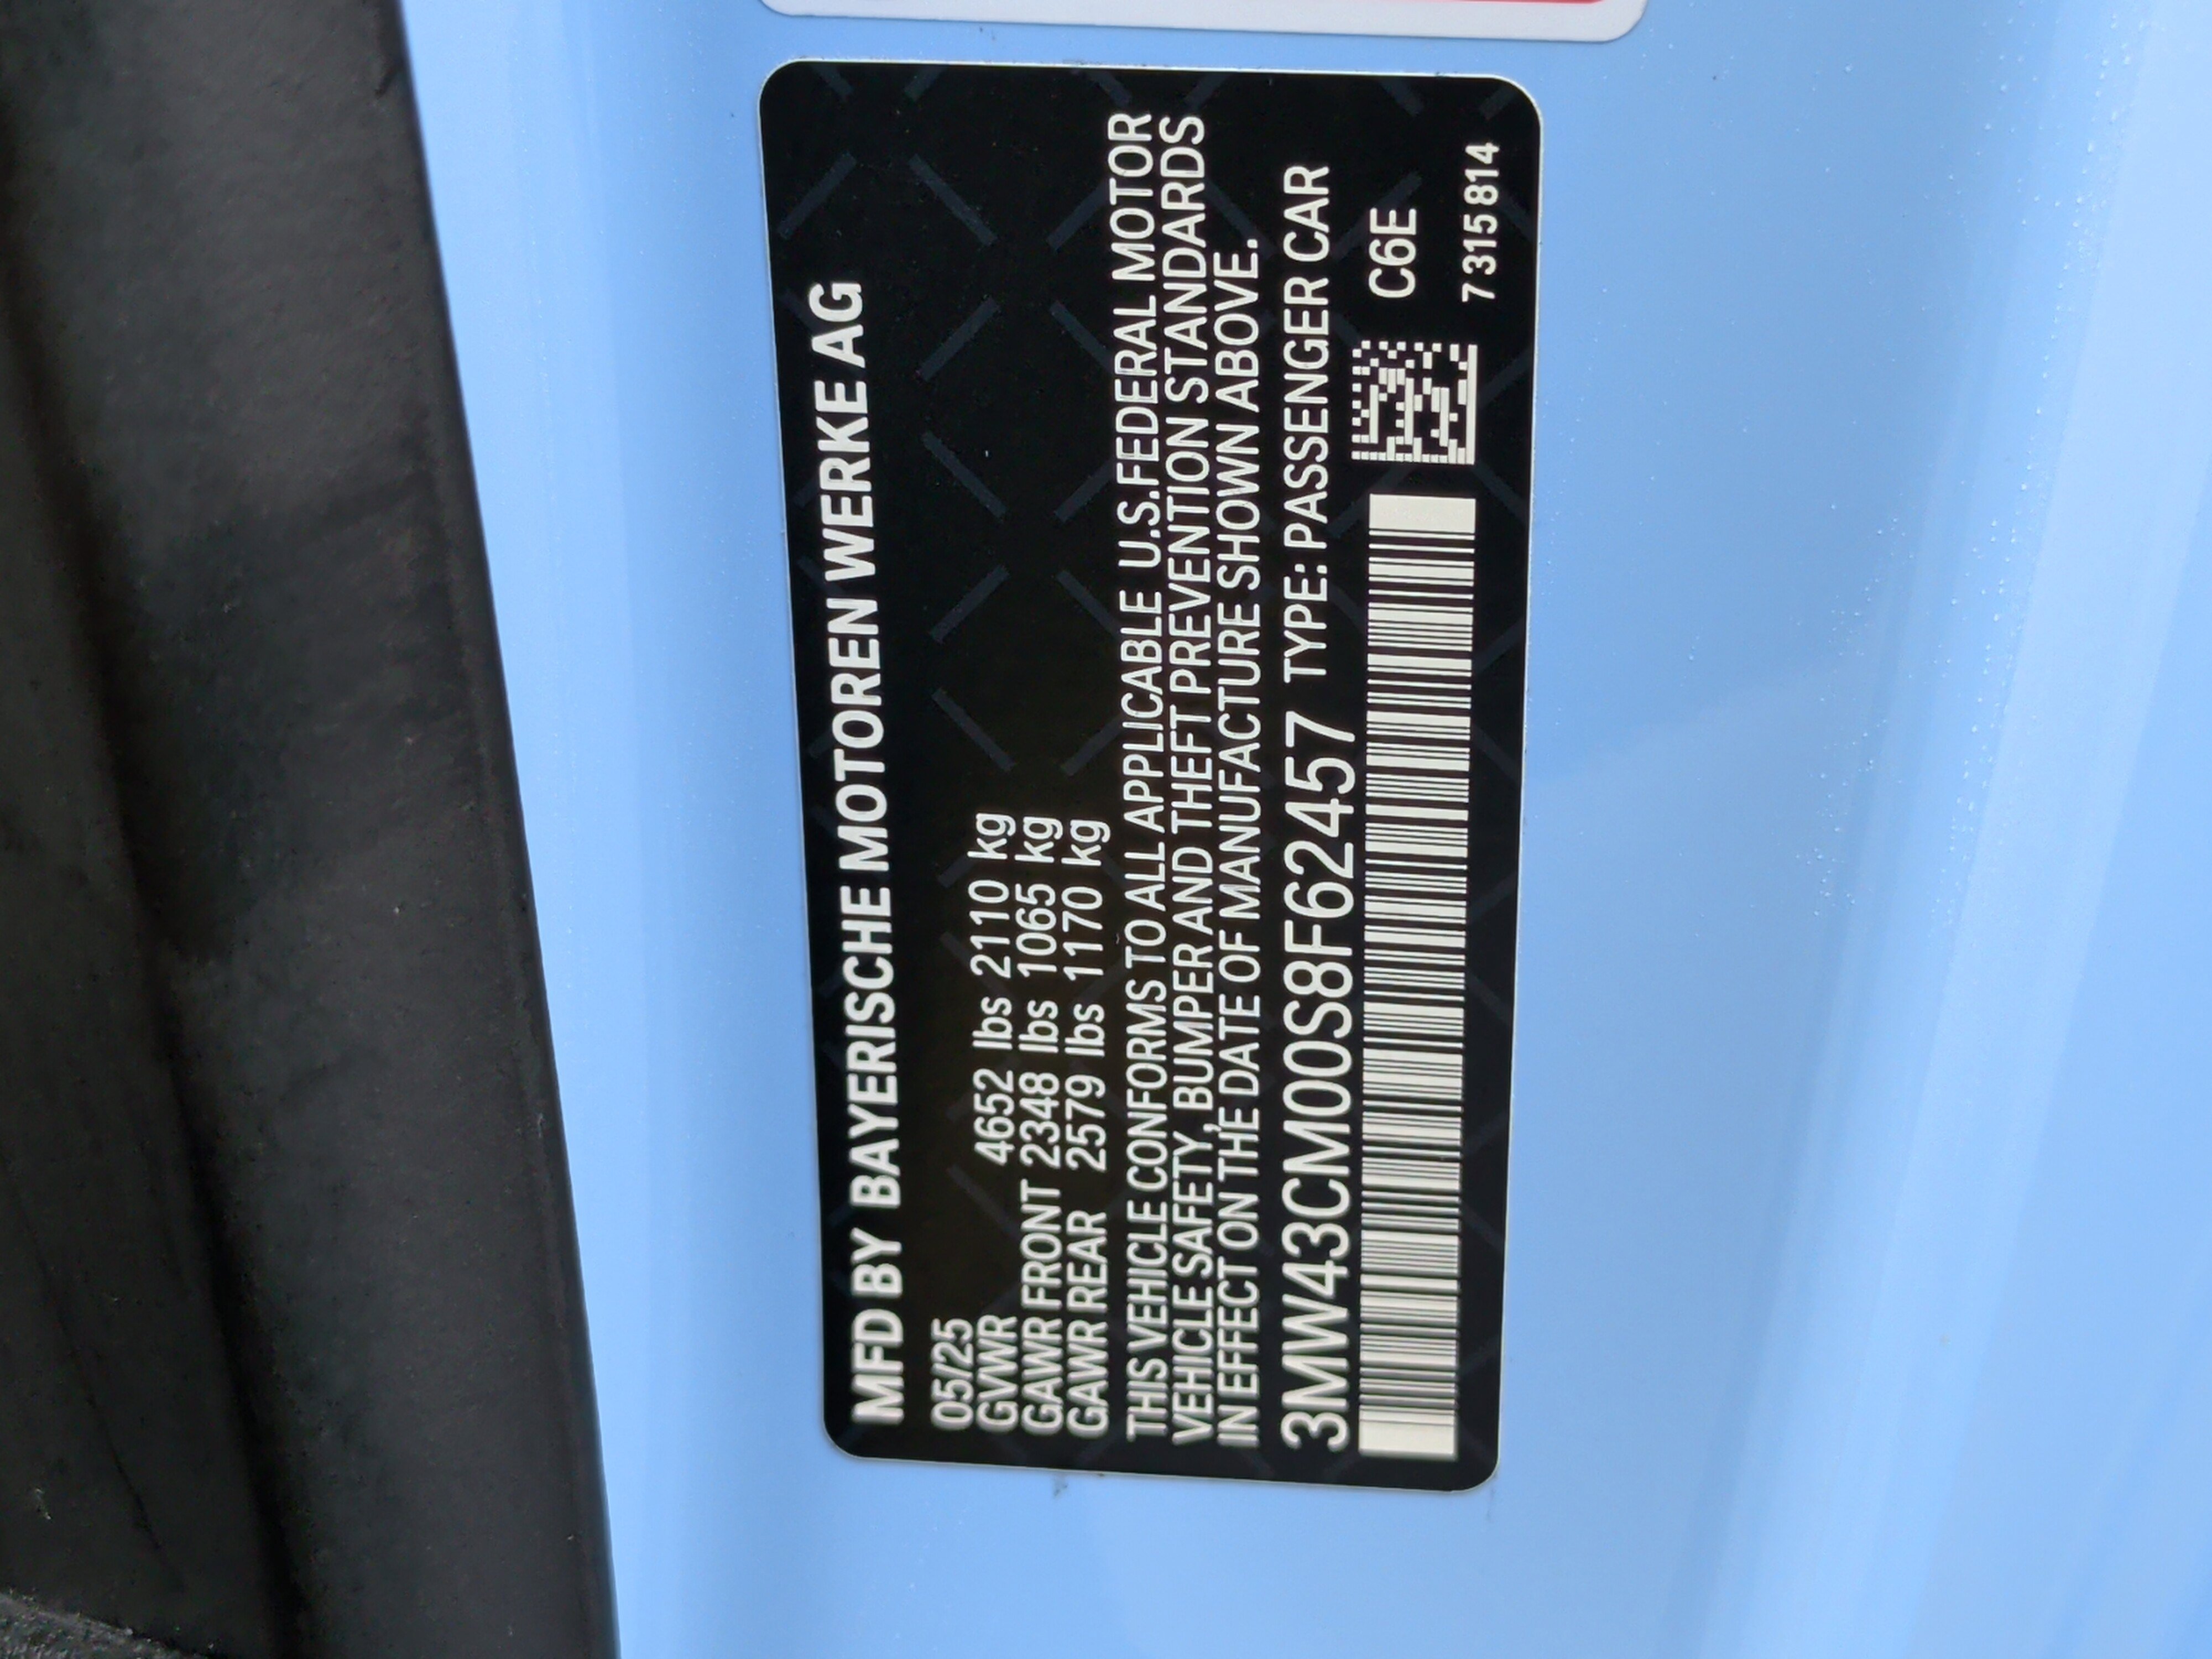 MFD BY BAYERISCHE MOTOREN WERKE AG
05/25
GVWR 4652 lbs 2110 kg
GAWR FRONT 2348 lbs 1065 kg
GAWR REAR 2579 lbs 1170 kg
THIS VEHICLE CONFORMS TO ALL APPLICABLE U.S.FEDERAL MOTOR
VEHICLE SAFETY, BUMPER AND THEFT PREVENTION STANDARDS
IN EFFECT ON THE DATE OF MANUFACTURE SHOWN ABOVE.
3MW43CM00S8F62457 TYPE: PASSENGER CAR
C6E
7315814